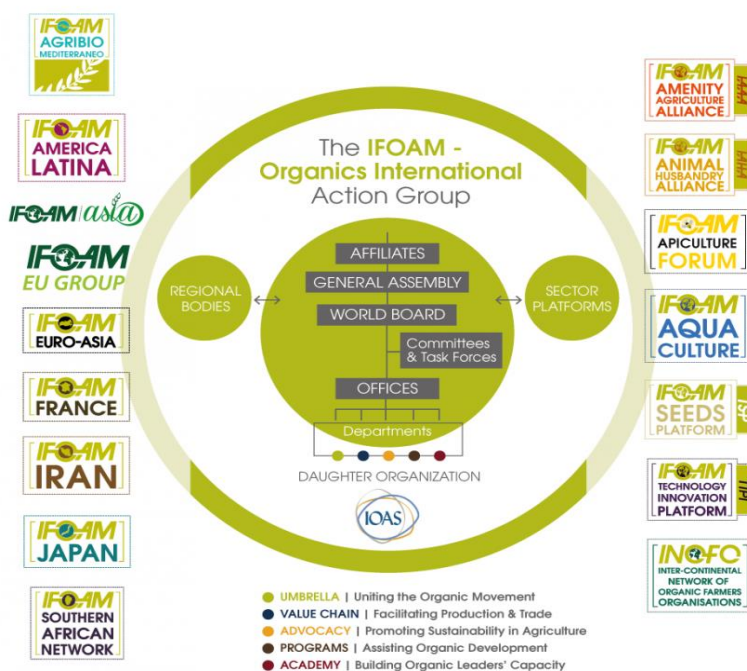 IFOAM
AGRIBIO
MEDITERRANEO
IFOAM
AMERICA
LATINA
IFOAM asia
IFOAM
EU GROUP
IFOAM
EURO-ASIA
IFOAM
FRANCE
IFOAM
IRAN
IFOAM
JAPAN
IFOAM
SOUTHERN
AFRICAN
NETWORK
The IFOAM -
Organics International
Action Group
REGIONAL
BODIES
AFFILIATES
GENERAL ASSEMBLY
WORLD BOARD
Committees
& Task Forces
OFFICES
Departments
SECTOR
PLATFORMS
DAUGHTER ORGANIZATION
IOAS
UMBRELLA | Uniting the Organic Movement
VALUE CHAIN | Facilitating Production & Trade
ADVOCACY | Promoting Sustainability in Agriculture
PROGRAMS | Assisting Organic Development
ACADEMY | Building Organic Leaders' Capacity
IFOAM
AMENITY
AGRICULTURE
ALLIANCE
IFOAM
ANIMAL
HUSBANDRY
ALLIANCE
IFOAM
APICULTURE
FORUM
IFOAM
AQUA
CULTURE
IFOAM
SEEDS
PLATFORM
IFOAM
TECHNOLOGY
INNOVATION
PLATFORM
INOFO
INTER-CONTINENTAL
NETWORK OF
ORGANIC FARMERS
ORGANISATIONS